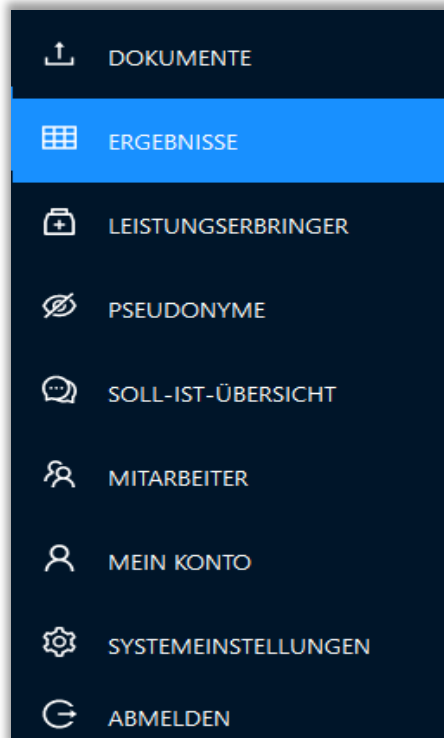 DOKUMENTE
ERGEBNISSE
LEISTUNGSERBRINGER
PSEUDONYME
SOLL-IST-ÜBERSICHT
MITARBEITER
MEIN KONTO
SYSTEMEINSTELLUNGEN
ABMELDEN